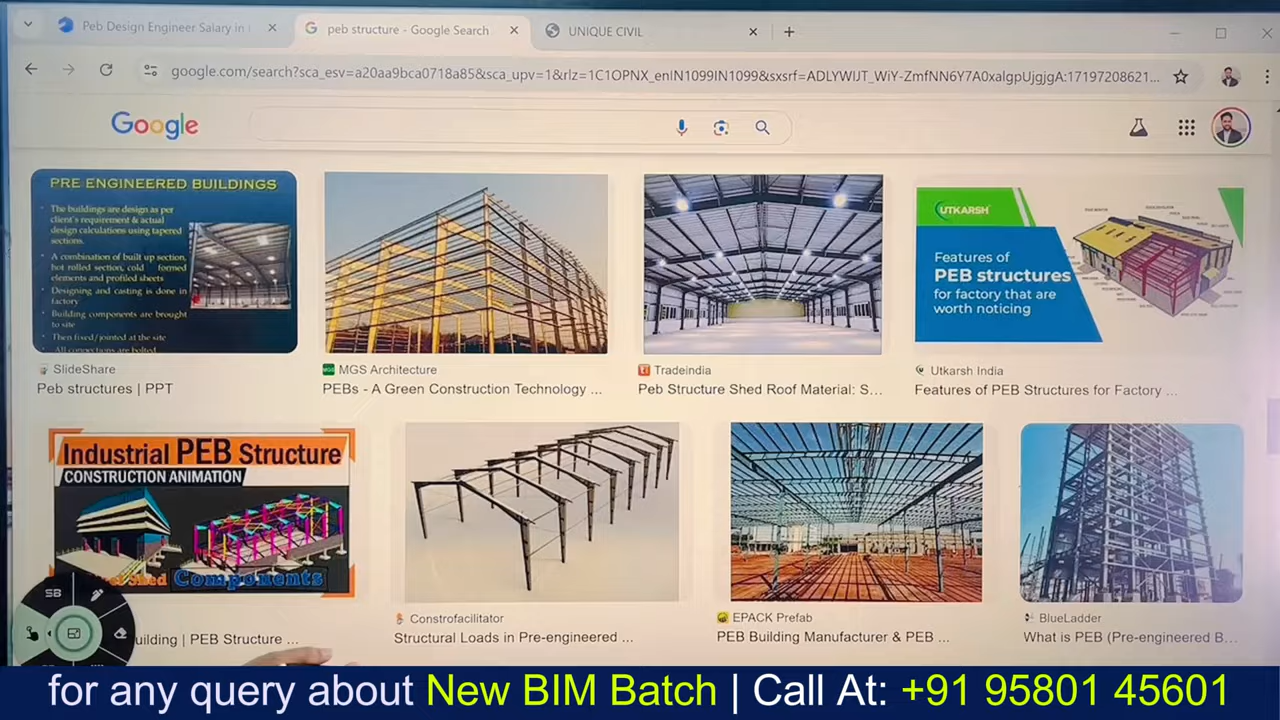 Peb Design Engineer Salary in
peb structure - Google Search
UNIQUE CIVIL
google.com/search?sca_esv=a20aa9bca0718a85&sca_upv=1&rlz=1C1OPNX_enIN1099IN1099&sxsrf=ADLYWIJT_WiY-ZmfNN6Y7A0xalgpUjgjgA:17197208621...
Google
PRE ENGINEERED BUILDINGS
The buildings are design as per
client's requirement & actual
design calculations using tapered
sections.
A combination of built up section,
hot rolled section, cold formed
elements and profiled sheets
Designing and casting is done in
factory
Building components are brought
to site
Then fixed/jointed at the site
All connections are bolted
SlideShare
Peb structures | PPT
MGS Architecture
PEBs - A Green Construction Technology ...
Tradeindia
Peb Structure Shed Roof Material: S...
UTKARSH
Features of
PEB structures
for factory that are
worth noticing
Utkarsh India
Features of PEB Structures for Factory ...
Industrial PEB Structure
CONSTRUCTION ANIMATION
Shed Components
uilding | PEB Structure ...
Constrofacilitator
Structural Loads in Pre-engineered ...
EPACK Prefab
PEB Building Manufacturer & PEB ...
BlueLadder
What is PEB (Pre-engineered B...
SB
for any query about New BIM Batch | Call At: +91 95801 45601